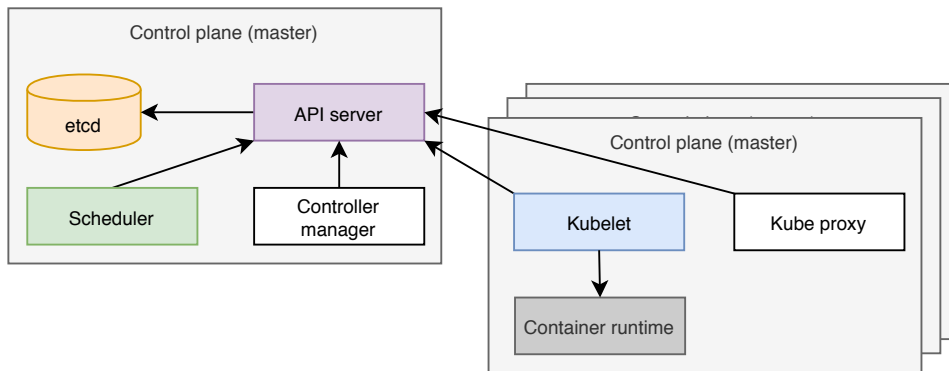 Control plane (master)
etcd
API server
Scheduler
Controller
manager
Control plane (master)
Kubelet
Kube proxy
Container runtime